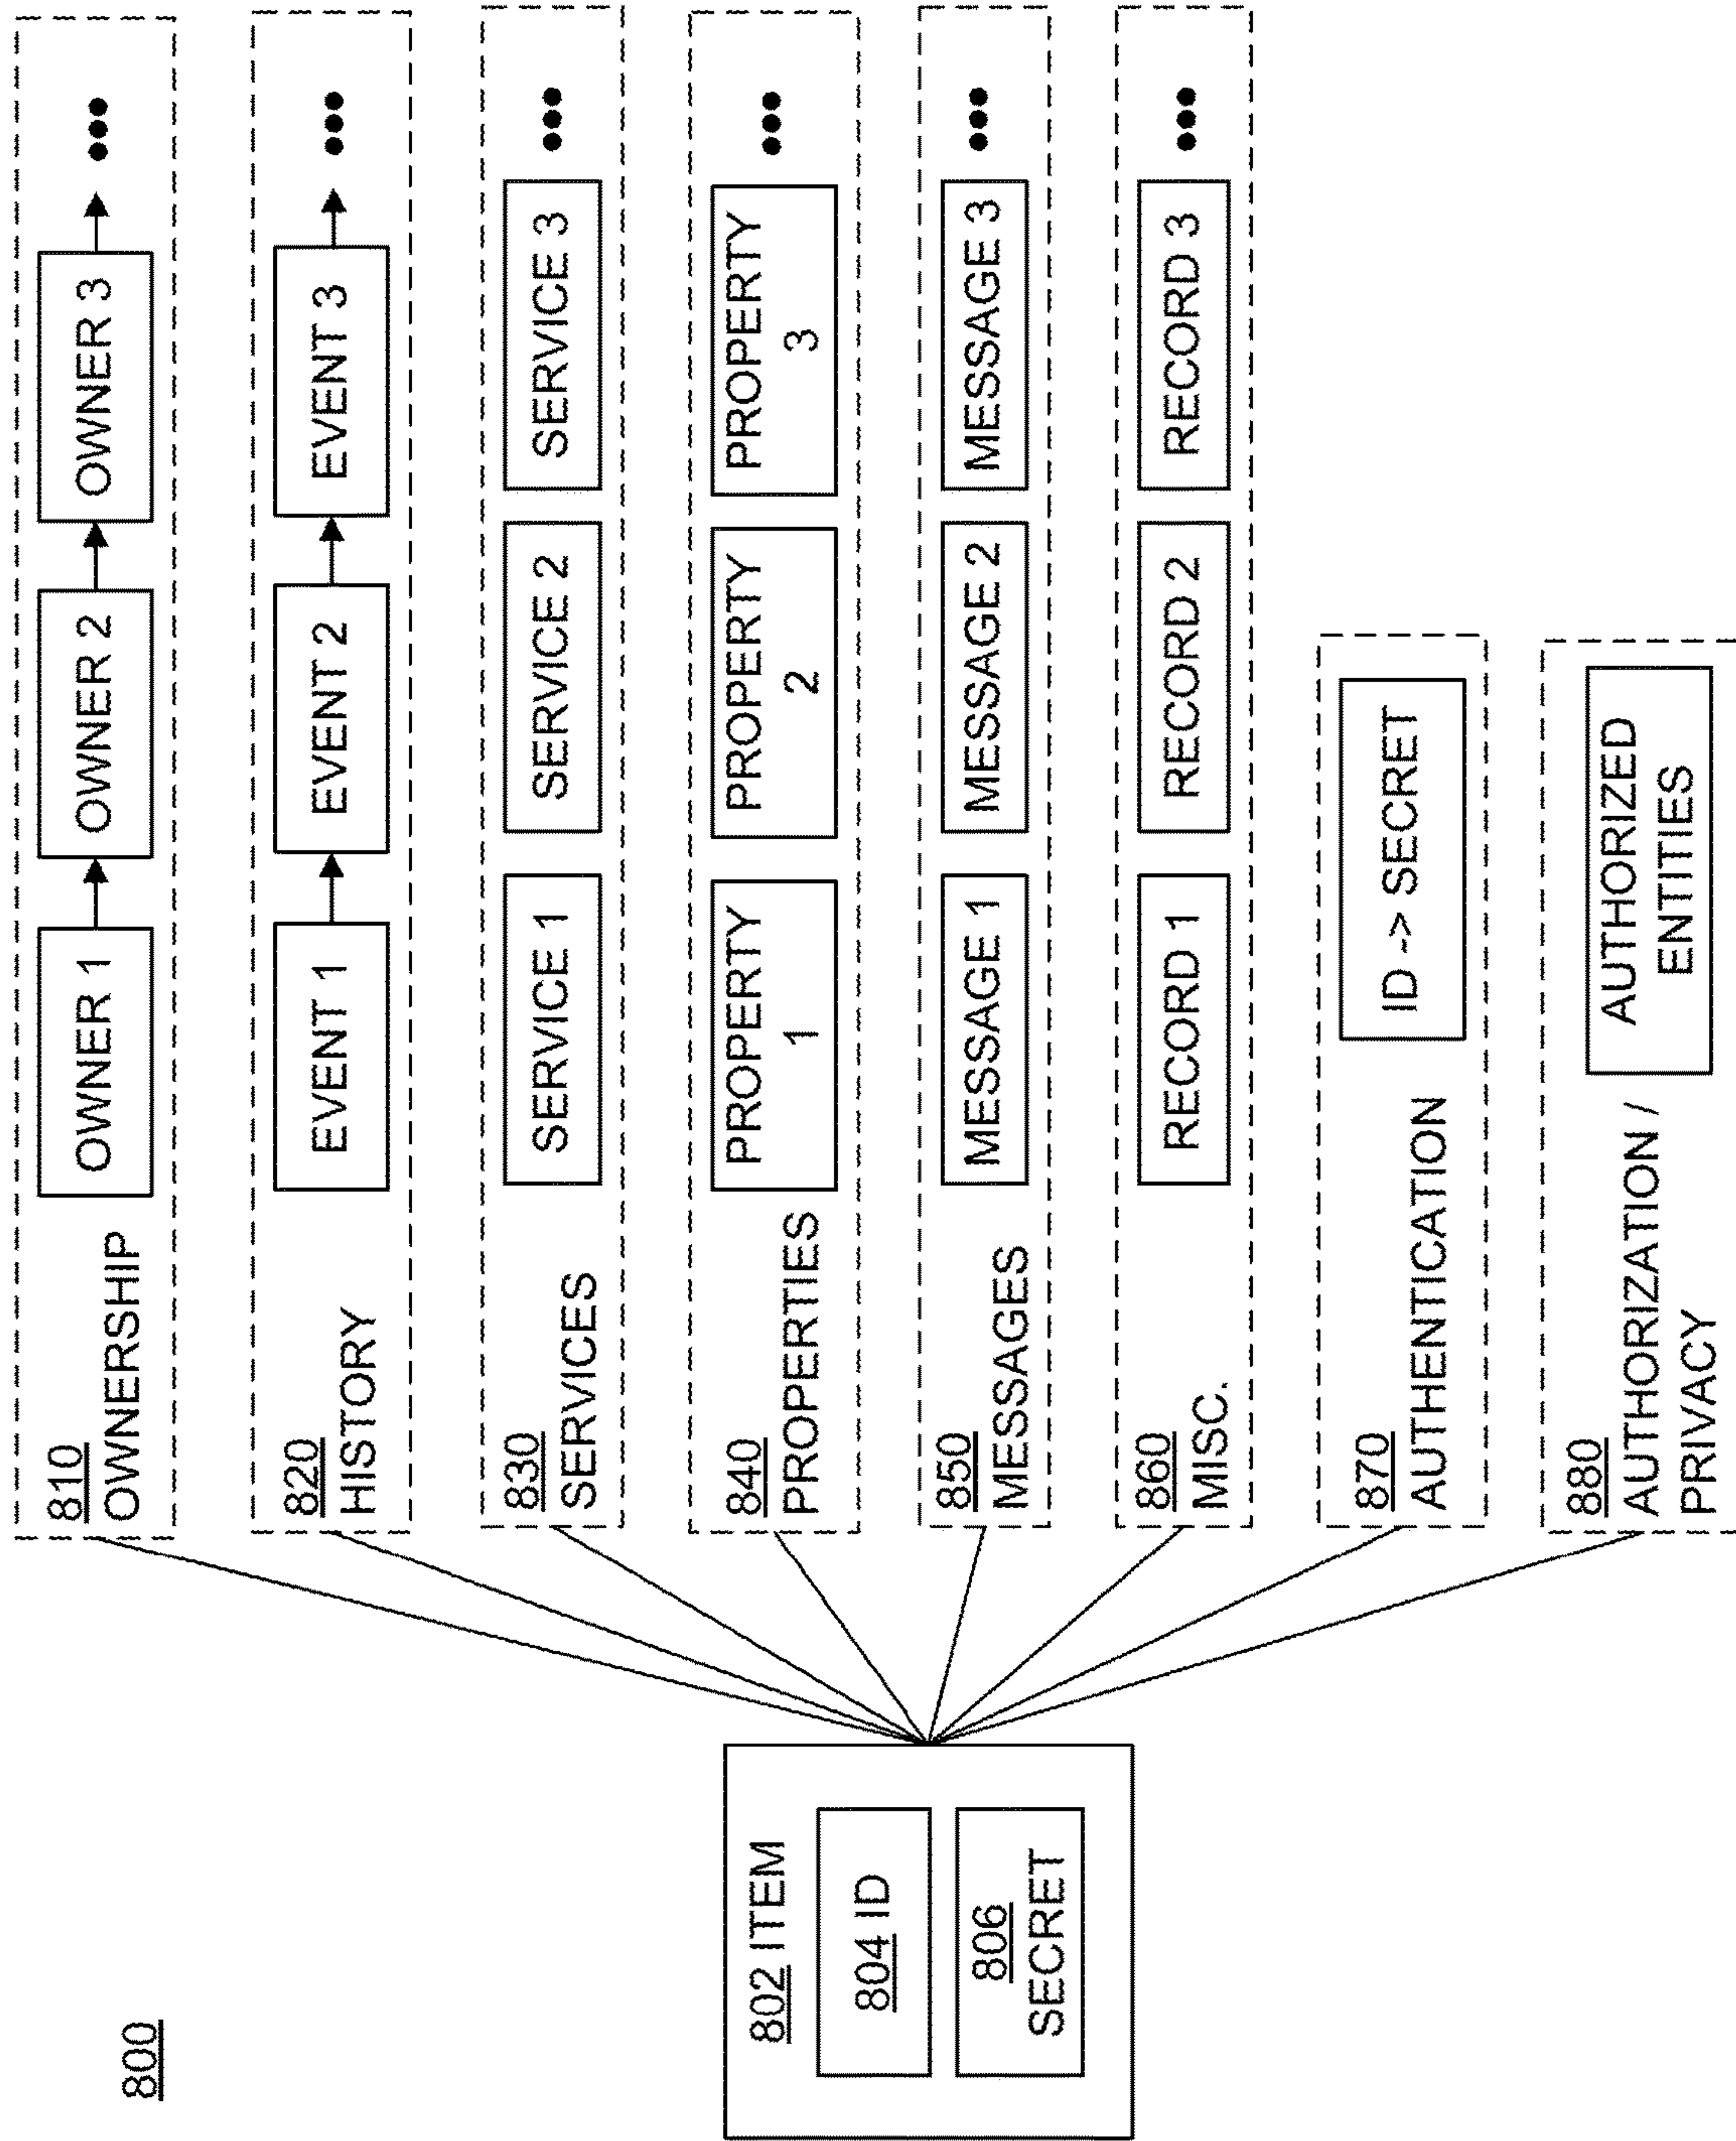 800
802 ITEM
804 ID
806
SECRET
810
OWNERSHIP
OWNER 1
OWNER 2
OWNER 3
820
HISTORY
EVENT 1
EVENT 2
EVENT 3
830
SERVICES
SERVICE 1
SERVICE 2
SERVICE 3
840
PROPERTIES
PROPERTY
1
PROPERTY
2
PROPERTY
3
850
MESSAGES
MESSAGE 1
MESSAGE 2
MESSAGE 3
860
MISC.
RECORD 1
RECORD 2
RECORD 3
870
AUTHENTICATION
ID -> SECRET
880
AUTHORIZATION /
PRIVACY
AUTHORIZED
ENTITIES